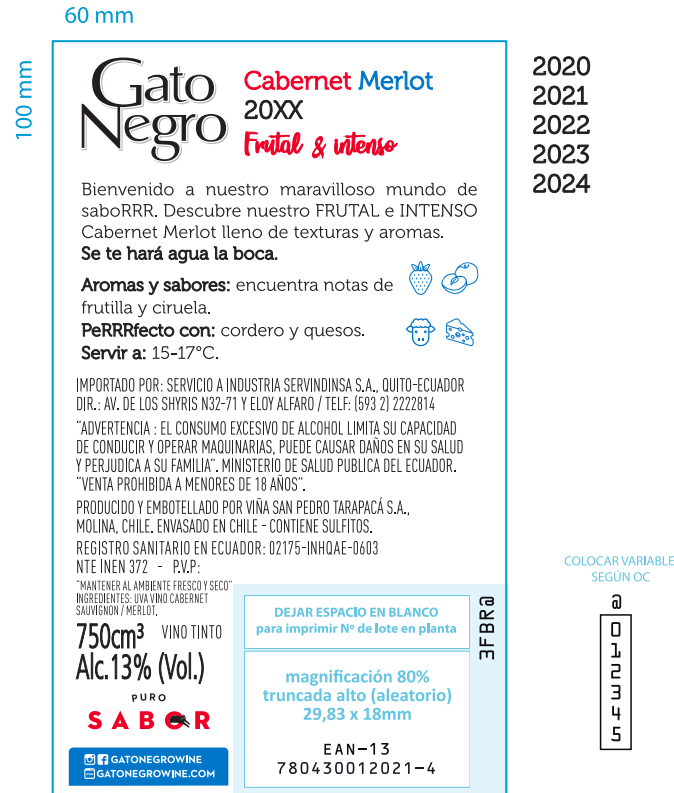 60 mm
100 mm
Gato
Negro
Cabernet Merlot
20XX
Frutal & intenso
Bienvenido a nuestro maravilloso mundo de
saboRRR. Descubre nuestro FRUTAL e INTENSO
Cabernet Merlot lleno de texturas y aromas.
Se te hará agua la boca.
Aromas y sabores: encuentra notas de
frutilla y ciruela.
PeRRRfecto con: cordero y quesos.
Servir a: 15-17°C.
IMPORTADO POR: SERVICIO A INDUSTRIA SERVINDINSA S.A., QUITO-ECUADOR
DIR.: AV. DE LOS SHYRIS N32-71 Y ELOY ALFARO / TELF: (593 2) 2222814
"ADVERTENCIA : EL CONSUMO EXCESIVO DE ALCOHOL LIMITA SU CAPACIDAD
DE CONDUCIR Y OPERAR MAQUINARIAS, PUEDE CAUSAR DAÑOS EN SU SALUD
Y PERJUDICA A SU FAMILIA". MINISTERIO DE SALUD PUBLICA DEL ECUADOR.
"VENTA PROHIBIDA A MENORES DE 18 AÑOS".
PRODUCIDO Y EMBOTELLADO POR VIÑA SAN PEDRO TARAPACÁ S.A.,
MOLINA, CHILE. ENVASADO EN CHILE - CONTIENE SULFITOS.
REGISTRO SANITARIO EN ECUADOR: 02175-INHQAE-0603
NTE INEN 372 - P.V.P:
"MANTENER AL AMBIENTE FRESCO Y SECO"
INGREDIENTES: UVA VINO CABERNET
SAUVIGNON / MERLOT.
750cm³ VINO TINTO
Alc.13% (Vol.)
PURO
SABOR
GATONEGROWINE
GATONEGROWINE.COM
DEJAR ESPACIO EN BLANCO
para imprimir Nº de lote en planta
magnificación 80%
truncada alto (aleatorio)
29,83 x 18mm
EAN-13
780430012021-4
3FBR@
2020
2021
2022
2023
2024
COLOCAR VARIABLE
SEGÚN OC
@
0
1
2
3
4
5